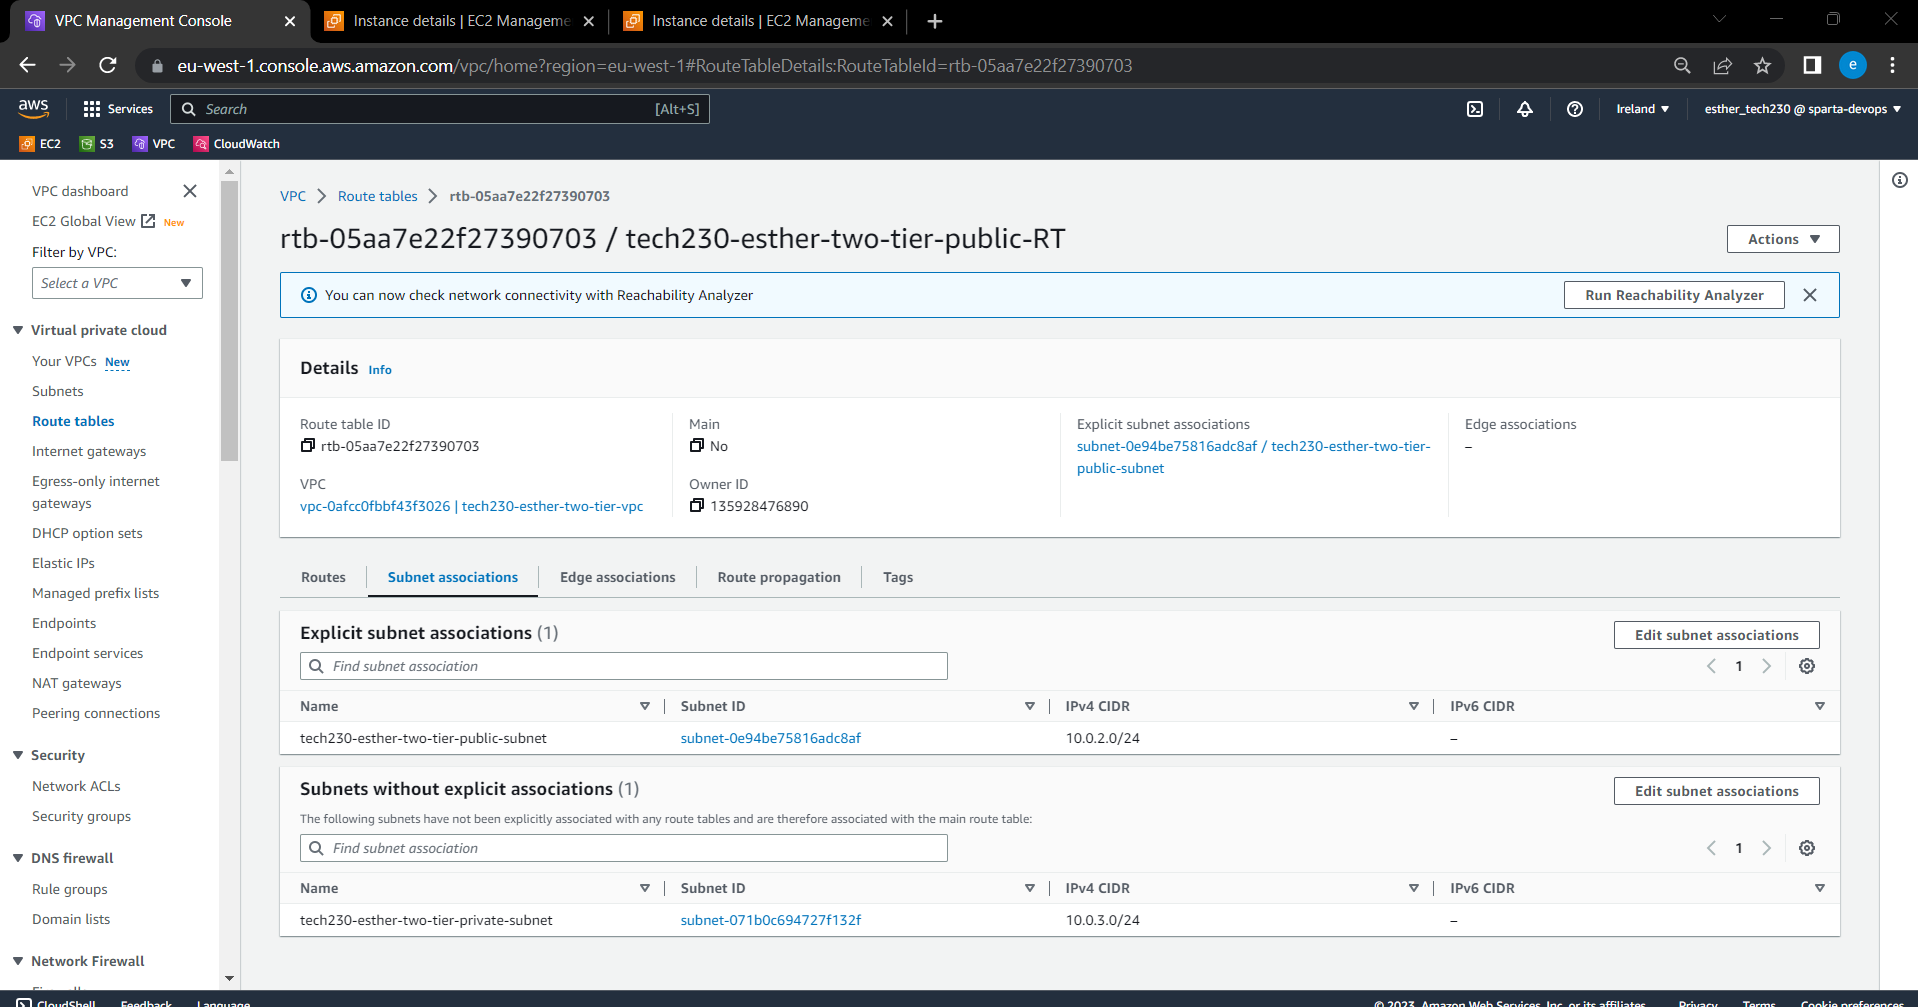 VPC Management Console
Instance details | EC2 Manageme
Instance details | EC2 Manageme
eu-west-1.console.aws.amazon.com/vpc/home?region=eu-west-1#RouteTableDetails:RouteTableId=rtb-05aa7e22f27390703
e
aws
Services
Search
[Alt+S]
Ireland
esther_tech230 @ sparta-devops
EC2
S3
VPC
CloudWatch
VPC dashboard
EC2 Global View New
Filter by VPC:
Select a VPC
Virtual private cloud
Your VPCs New
Subnets
Route tables
Internet gateways
Egress-only internet
gateways
DHCP option sets
Elastic IPs
Managed prefix lists
Endpoints
Endpoint services
NAT gateways
Peering connections
Security
Network ACLs
Security groups
DNS firewall
Rule groups
Domain lists
Network Firewall
VPC > Route tables > rtb-05aa7e22f27390703
rtb-05aa7e22f27390703 / tech230-esther-two-tier-public-RT
Actions
You can now check network connectivity with Reachability Analyzer
Run Reachability Analyzer
Details Info
Route table ID
rtb-05aa7e22f27390703
VPC
vpc-0afcc0fbbf43f3026 | tech230-esther-two-tier-vpc
Main
No
Owner ID
135928476890
Explicit subnet associations
subnet-0e94be75816adc8af / tech230-esther-two-tier-
public-subnet
Edge associations
–
Routes
Subnet associations
Edge associations
Route propagation
Tags
Explicit subnet associations (1)
Edit subnet associations
Find subnet association
1
Name Subnet ID IPv4 CIDR IPv6 CIDR
tech230-esther-two-tier-public-subnet subnet-0e94be75816adc8af 10.0.2.0/24 –
Subnets without explicit associations (1)
Edit subnet associations
The following subnets have not been explicitly associated with any route tables and are therefore associated with the main route table:
Find subnet association
1
Name Subnet ID IPv4 CIDR IPv6 CIDR
tech230-esther-two-tier-private-subnet subnet-071b0c694727f132f 10.0.3.0/24 –
CloudShell Feedback Language
© 2023, Amazon Web Services, Inc. or its affiliates. Privacy Terms Cookie preferences